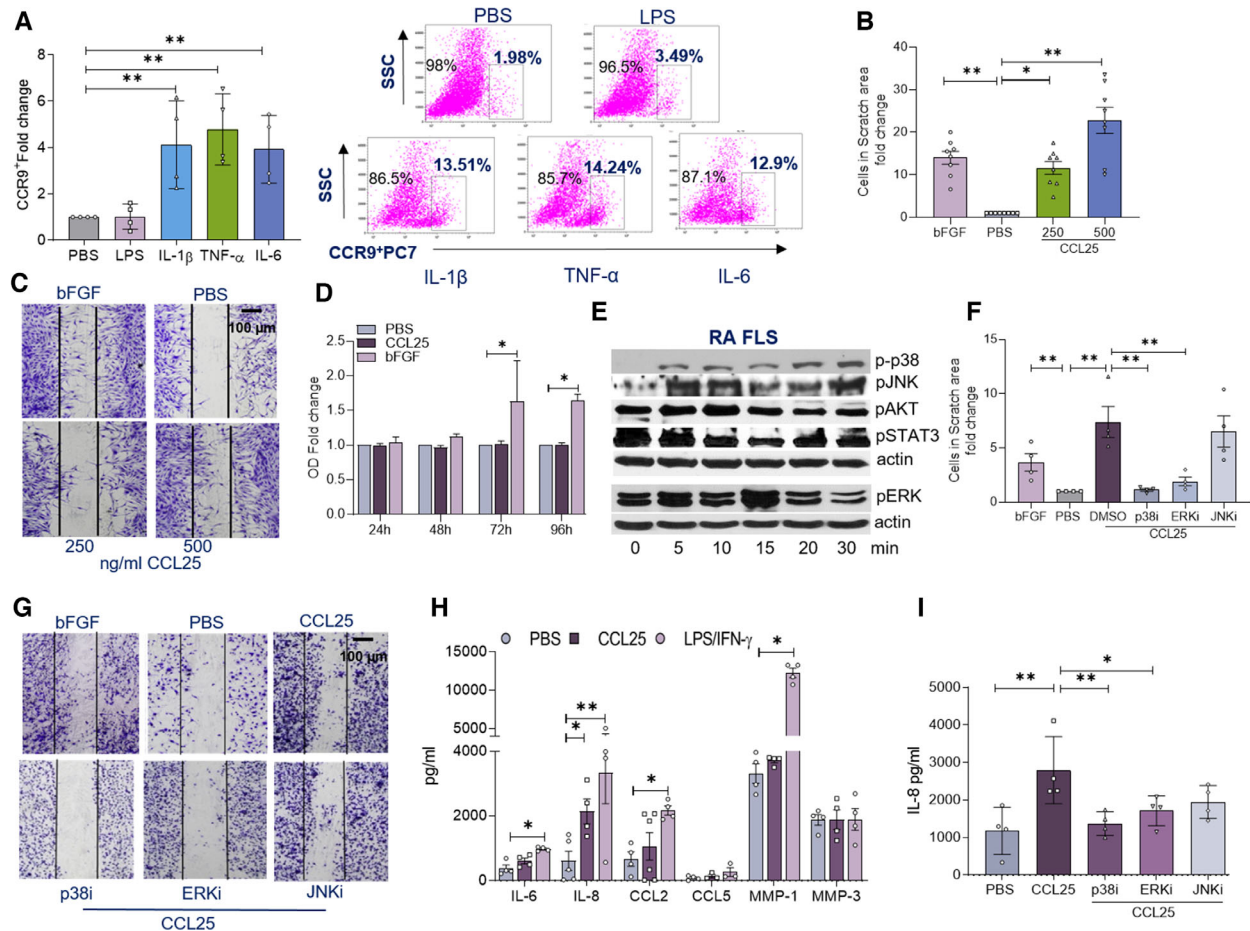 A
**
**
**
8
6
4
2
0
CCR9⁺Fold change
PBS LPS IL-1β TNF-α IL-6
PBS LPS
SSC
98% 1.98%
96.5% 3.49%
SSC
86.5% 13.51%
85.7% 14.24%
87.1% 12.9%
CCR9⁺PC7
IL-1β TNF-α IL-6
B
40
30
20
10
0
Cells in Scratch area
fold change
** * **
bFGF PBS 250 500
CCL25
C
bFGF PBS
100 µm
250 500
ng/ml CCL25
D
PBS
CCL25
bFGF
2.5
2.0
1.5
1.0
0.5
0.0
OD Fold change
* *
24h 48h 72h 96h
E
RA FLS
p-p38
pJNK
pAKT
pSTAT3
actin
pERK
actin
0 5 10 15 20 30 min
F
15
10
5
0
Cells in Scratch area
fold change
** ** ** **
bFGF PBS DMSO p38i ERKi JNKi
CCL25
G
bFGF PBS CCL25
100 µm
p38i ERKi JNKi
CCL25
H
PBS CCL25 LPS/IFN-γ
15000
10000
5000
4000
2000
0
pg/ml
* * ** * *
IL-6 IL-8 CCL2 CCL5 MMP-1 MMP-3
I
5000
4000
3000
2000
1000
0
IL-8 pg/ml
** ** *
PBS CCL25 p38i ERKi JNKi
CCL25